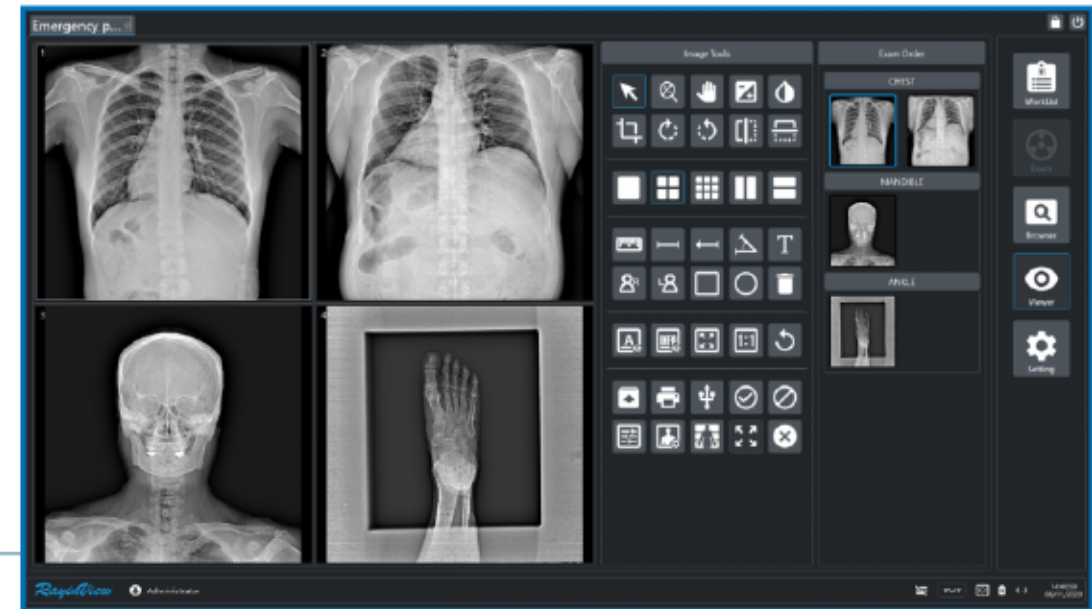 Emergency p...
1
2
3
4
Image Tools
Exam Order
CHEST
MANDIBLE
ANGLE
T
R
L
A
1:1
WorkList
Exam
Browser
Viewer
Setting
RayinView
Administrator